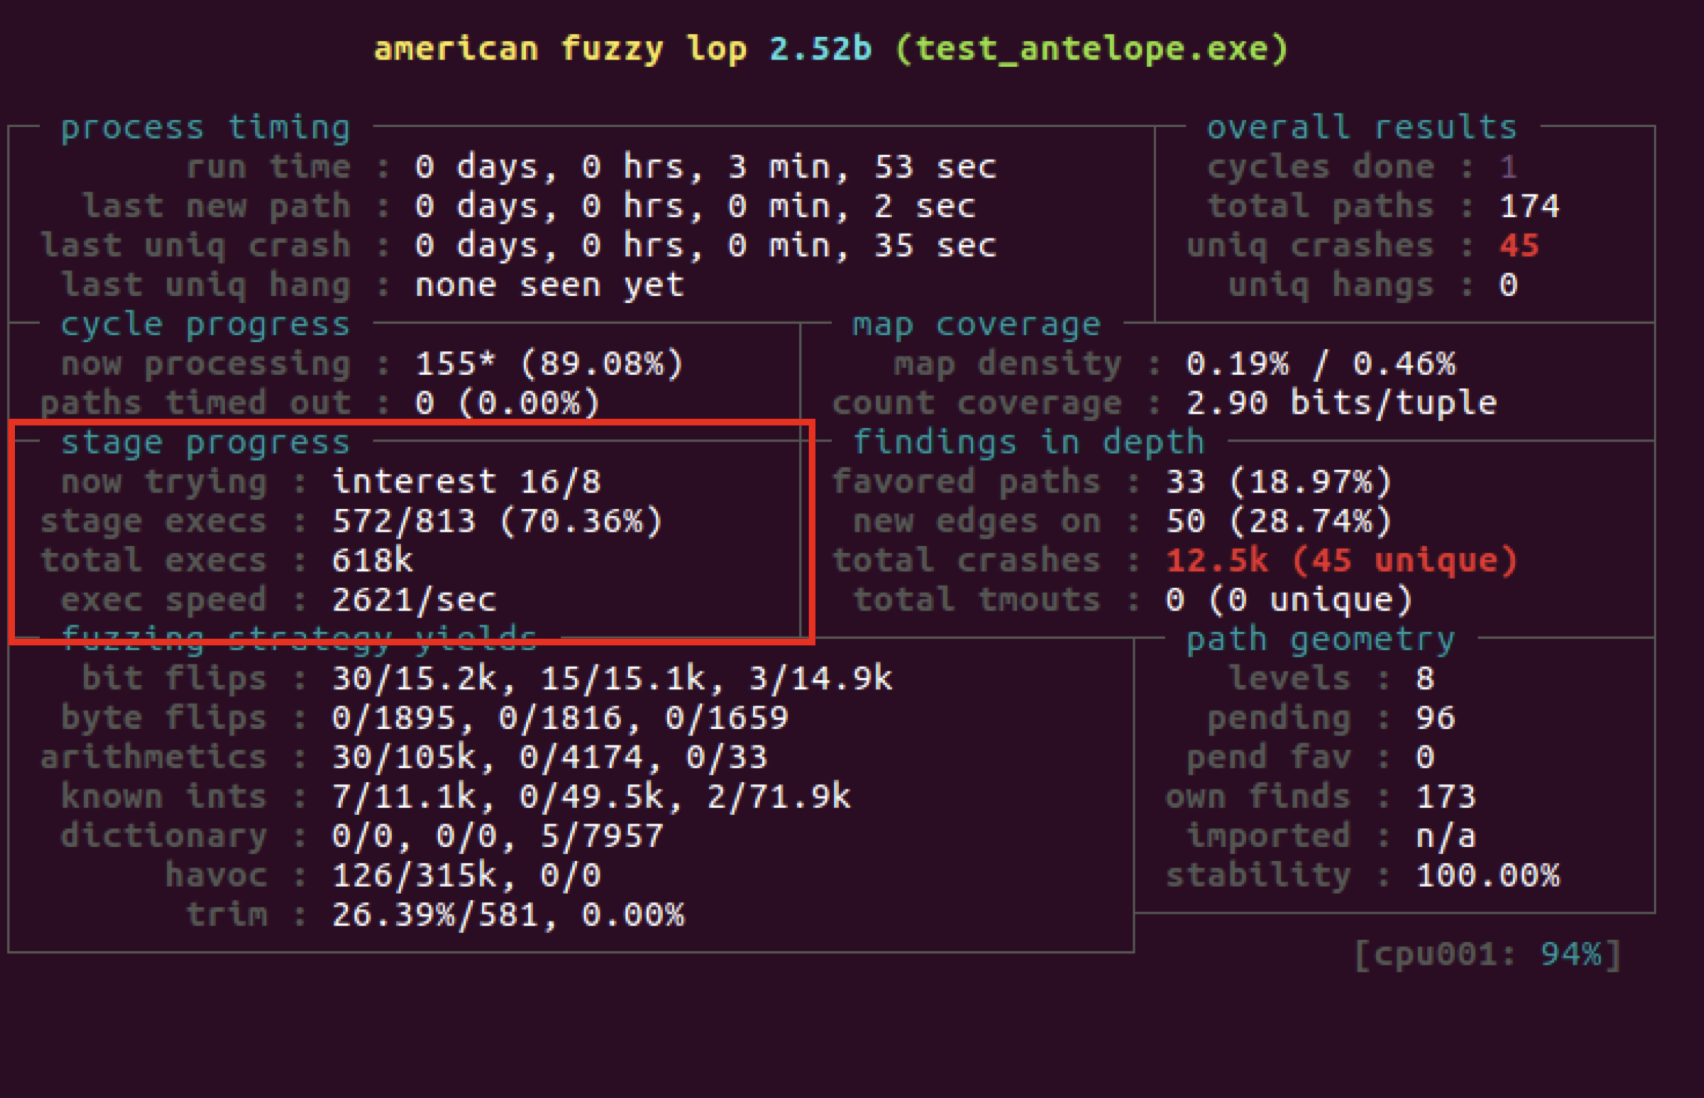 american fuzzy lop 2.52b (test_antelope.exe)
process timing
run time : 0 days, 0 hrs, 3 min, 53 sec
last new path : 0 days, 0 hrs, 0 min, 2 sec
last uniq crash : 0 days, 0 hrs, 0 min, 35 sec
last uniq hang : none seen yet
overall results
cycles done : 1
total paths : 174
uniq crashes : 45
uniq hangs : 0
cycle progress
now processing : 155* (89.08%)
paths timed out : 0 (0.00%)
map coverage
map density : 0.19% / 0.46%
count coverage : 2.90 bits/tuple
stage progress
now trying : interest 16/8
stage execs : 572/813 (70.36%)
total execs : 618k
exec speed : 2621/sec
findings in depth
favored paths : 33 (18.97%)
new edges on : 50 (28.74%)
total crashes : 12.5k (45 unique)
total tmouts : 0 (0 unique)
fuzzing strategy yields
bit flips : 30/15.2k, 15/15.1k, 3/14.9k
byte flips : 0/1895, 0/1816, 0/1659
arithmetics : 30/105k, 0/4174, 0/33
known ints : 7/11.1k, 0/49.5k, 2/71.9k
dictionary : 0/0, 0/0, 5/7957
havoc : 126/315k, 0/0
trim : 26.39%/581, 0.00%
path geometry
levels : 8
pending : 96
pend fav : 0
own finds : 173
imported : n/a
stability : 100.00%
[cpu001: 94%]